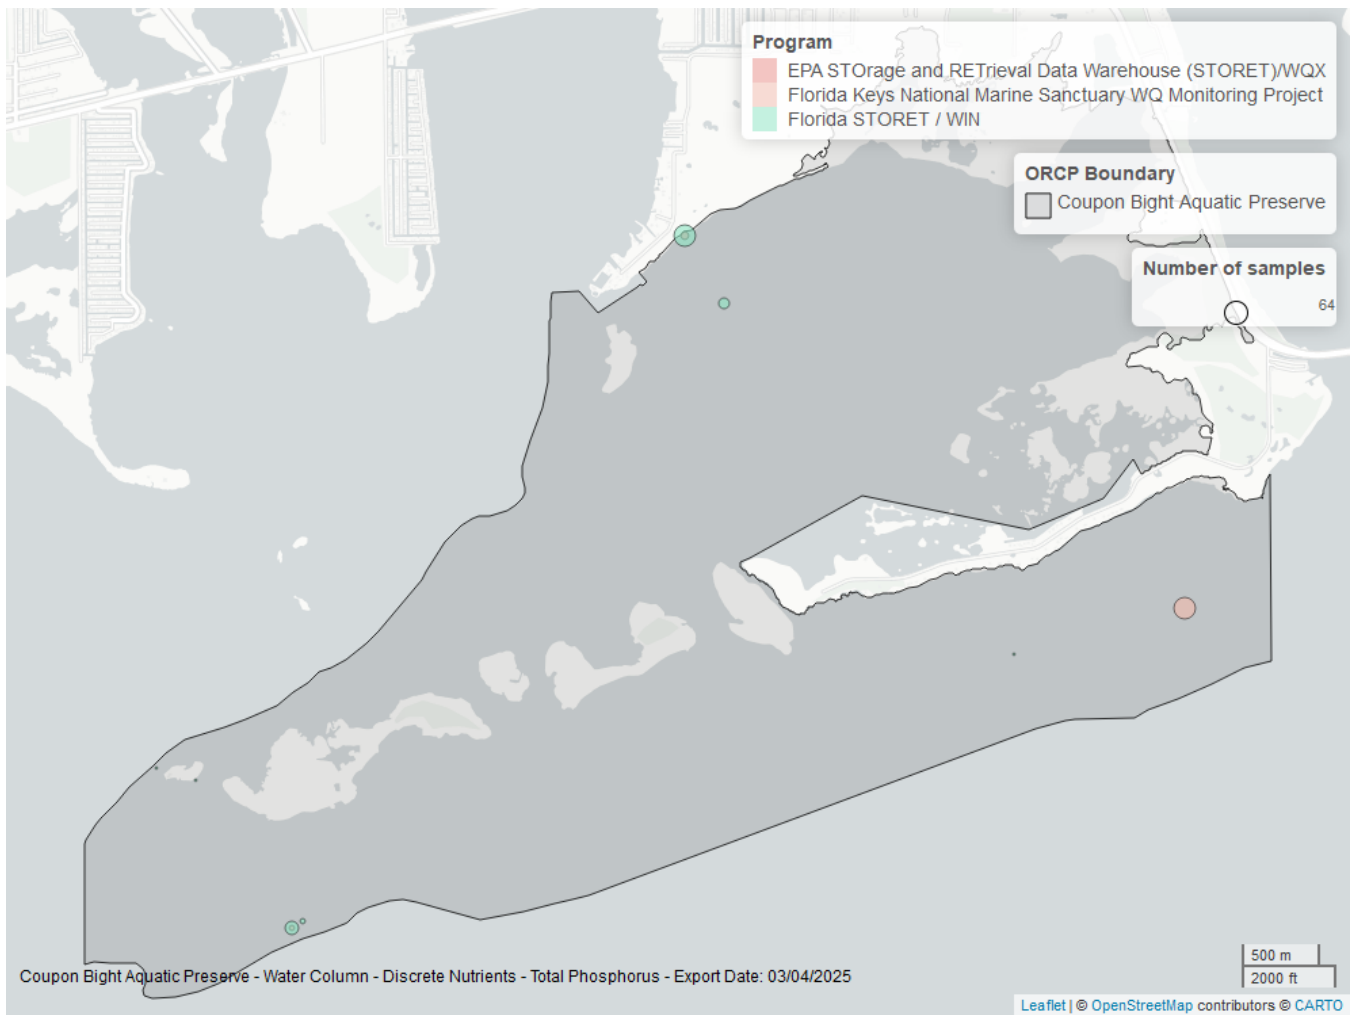 Program
EPA STOrage and RETrieval Data Warehouse (STORET)/WQX
Florida Keys National Marine Sanctuary WQ Monitoring Project
Florida STORET / WIN
ORCP Boundary
Coupon Bight Aquatic Preserve
Number of samples
64
500 m
2000 ft
Coupon Bight Aquatic Preserve - Water Column - Discrete Nutrients - Total Phosphorus - Export Date: 03/04/2025
Leaflet | © OpenStreetMap contributors © CARTO